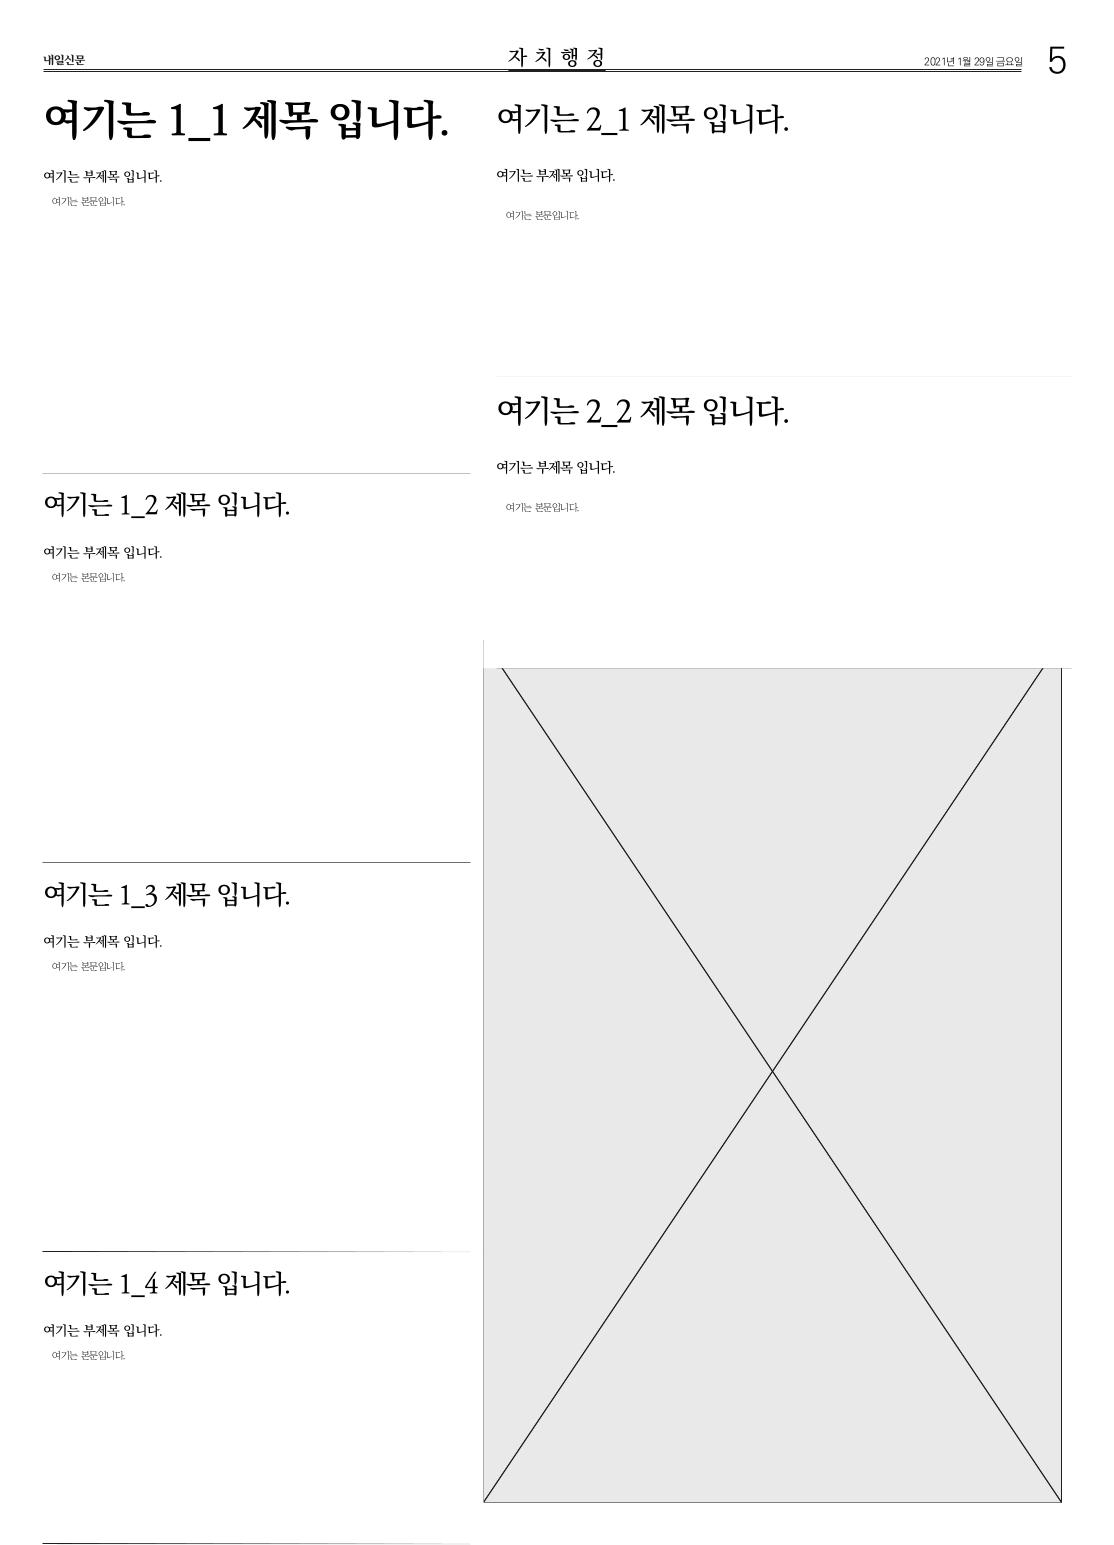 내일신문
자치행정
2021년 1월 29일 금요일
5
여기는 1_1 제목 입니다.
여기는 부제목 입니다.
여기는 본문입니다.
여기는 1_2 제목 입니다.
여기는 부제목 입니다.
여기는 본문입니다.
여기는 1_3 제목 입니다.
여기는 부제목 입니다.
여기는 본문입니다.
여기는 1_4 제목 입니다.
여기는 부제목 입니다.
여기는 본문입니다.
여기는 2_1 제목 입니다.
여기는 부제목 입니다.
여기는 본문입니다.
여기는 2_2 제목 입니다.
여기는 부제목 입니다.
여기는 본문입니다.